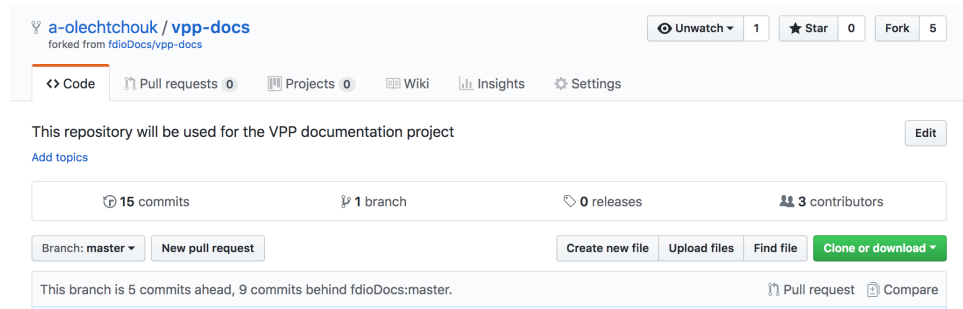 a-olechtchouk / vpp-docs
forked from fdioDocs/vpp-docs
Unwatch 1 Star 0 Fork 5
Code Pull requests 0 Projects 0 Wiki Insights Settings
This repository will be used for the VPP documentation project
Edit
Add topics
15 commits 1 branch 0 releases 3 contributors
Branch: master New pull request Create new file Upload files Find file Clone or download
This branch is 5 commits ahead, 9 commits behind fdioDocs:master. Pull request Compare